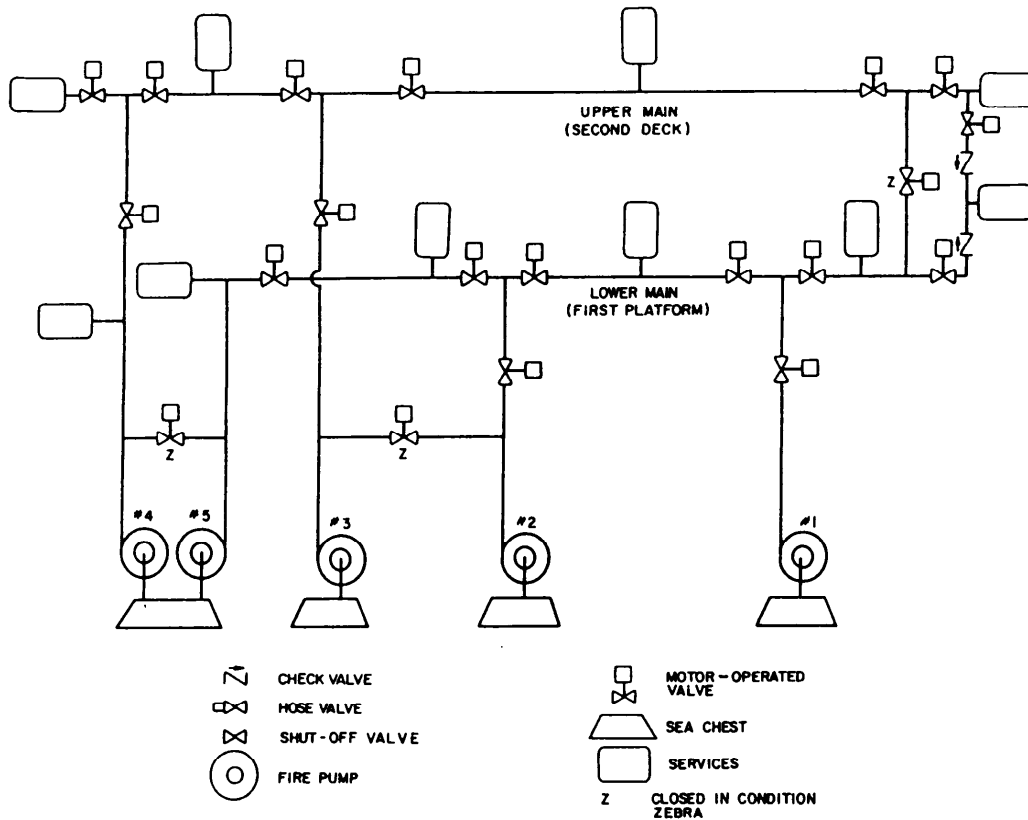 UPPER MAIN
(SECOND DECK)
Z
LOWER MAIN
(FIRST PLATFORM)
Z
Z
#4
#5
#3
#2
#1
CHECK VALVE
HOSE VALVE
SHUT-OFF VALVE
FIRE PUMP
MOTOR-OPERATED
VALVE
SEA CHEST
SERVICES
Z CLOSED IN CONDITION
ZEBRA